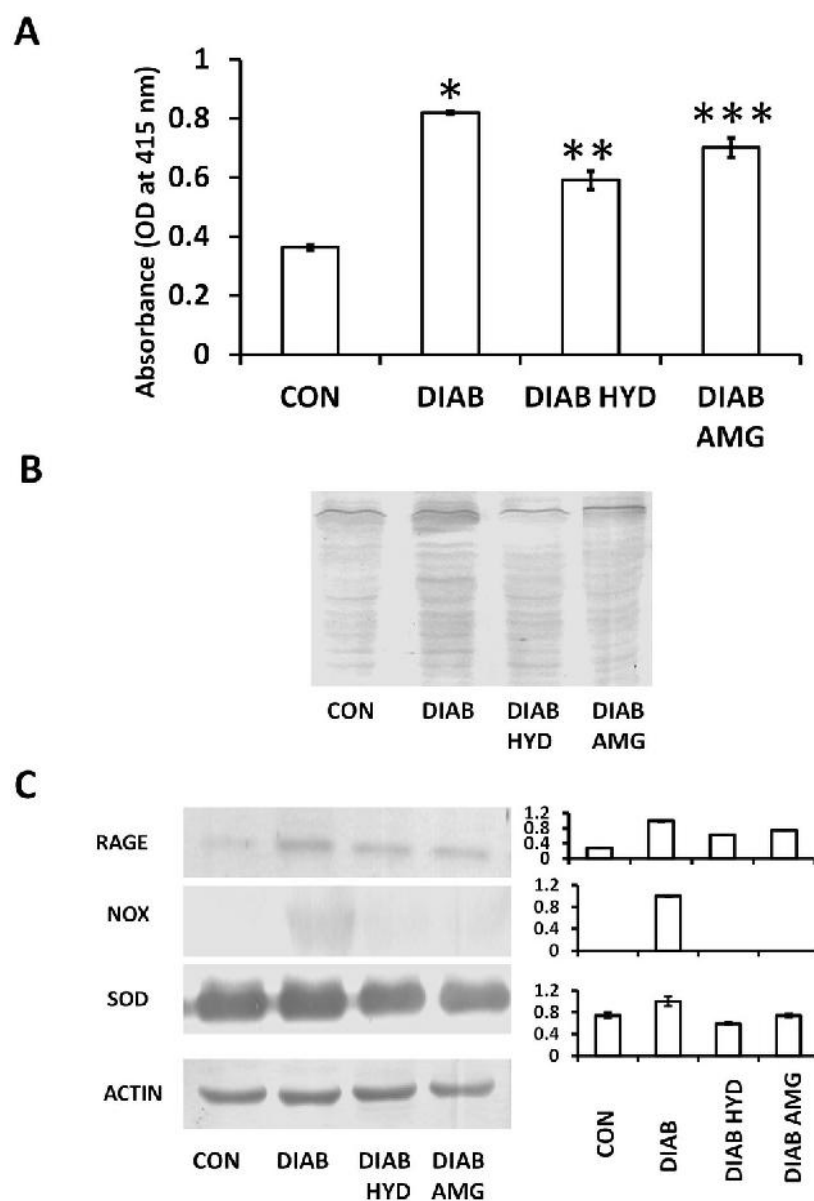 A
Absorbance (OD at 415 nm)
1
0.8
0.6
0.4
0.2
0
*
**
***
CON DIAB DIAB HYD DIAB
AMG
B
CON DIAB DIAB DIAB
HYD AMG
C
RAGE
NOX
SOD
ACTIN
CON DIAB DIAB DIAB
HYD AMG
1.2
0.8
0.4
0
1.2
0.8
0.4
0
1.2
0.8
0.4
0
CON
DIAB
DIAB HYD
DIAB AMG